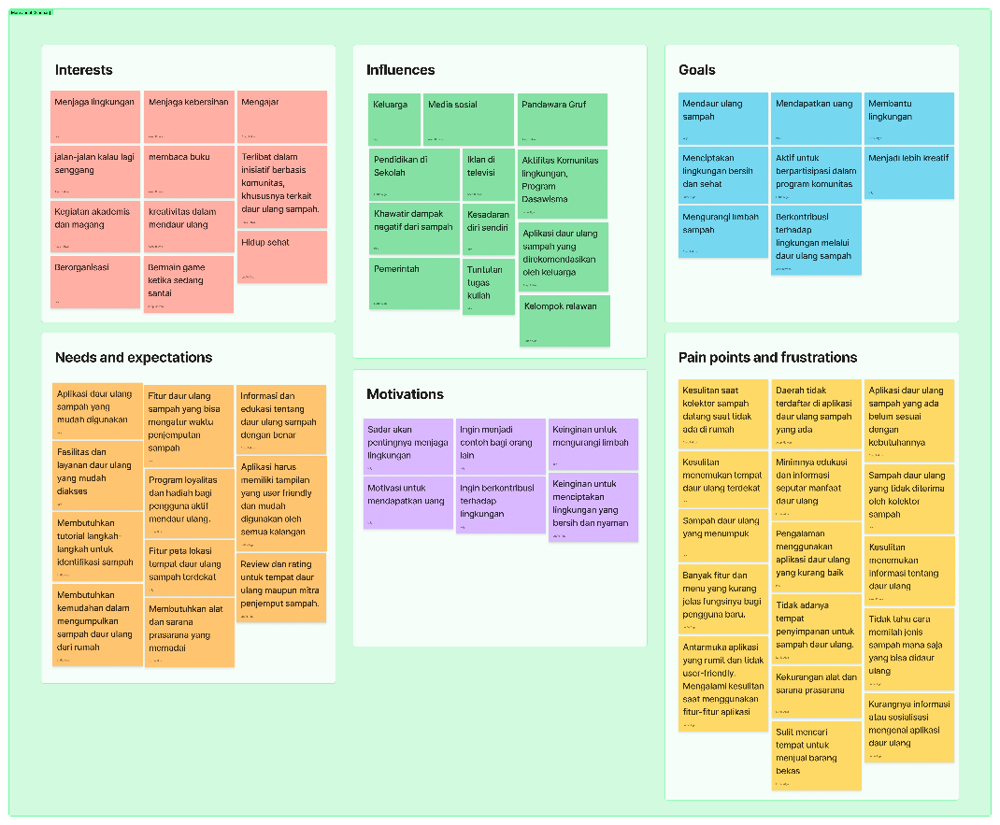 Interests
Menjaga lingkungan
Menjaga kebersihan
Mengajar
jalan-jalan kalau lagi
senggang
membaca buku
Terlibat dalam
inisiatif berbasis
komunitas,
khususnya terkait
daur ulang sampah.
Kegiatan akademis
dan magang
kreativitas dalam
mendaur ulang
Hidup sehat
Berorganisasi
Bermain game
ketika sedang
santai
Influences
Keluarga
Media sosial
Pandawara Gruf
Pendidikan di
Sekolah
Iklan di
televisi
Aktifitas Komunitas
lingkungan,
Program
Dasawisma
Khawatir dampak
negatif dari sampah
Kesadaran
diri sendiri
Aplikasi daur ulang
sampah yang
direkomendasikan
oleh keluarga
Pemerintah
Tuntutan
tugas
kuliah
Kelompok relawan
Goals
Mendaur ulang
sampah
Mendapatkan uang
Membantu
lingkungan
Menciptakan
lingkungan bersih
dan sehat
Aktif untuk
berpartisipasi dalam
program komunitas
Menjadi lebih kreatif
Mengurangi limbah
sampah
Berkontribusi
terhadap
lingkungan melalui
daur ulang sampah
Needs and expectations
Aplikasi daur ulang
sampah yang
mudah digunakan
Fitur daur ulang
sampah yang bisa
mengatur waktu
penjemputan
sampah
Informasi dan
edukasi tentang
daur ulang sampah
dengan benar
Fasilitas dan
layanan daur ulang
yang mudah
diakses
Program loyalitas
dan hadiah bagi
pengguna aktif
mendaur ulang.
Aplikasi harus
memiliki tampilan
yang user friendly
dan mudah
digunakan oleh
semua kalangan
Membutuhkan
tutorial langkah-
langkah untuk
identifikasi sampah
Fitur peta lokasi
tempat daur ulang
sampah terdekat
Review dan rating
untuk tempat daur
ulang maupun mitra
penjemput sampah.
Membutuhkan
kemudahan dalam
mengumpulkan
sampah daur ulang
dari rumah
Membutuhkan alat
dan sarana
prasarana yang
memadai
Motivations
Sadar akan
pentingnya menjaga
lingkungan
Ingin menjadi
contoh bagi orang
lain
Keinginan untuk
mengurangi limbah
Motivasi untuk
mendapatkan uang
Ingin berkontribusi
terhadap
lingkungan
Keinginan untuk
menciptakan
lingkungan yang
bersih dan nyaman
Pain points and frustrations
Kesulitan saat
kolektor sampah
datang saat tidak
ada di rumah
Daerah tidak
terdaftar di aplikasi
daur ulang sampah
yang ada
Aplikasi daur ulang
sampah yang ada
belum sesuai
dengan
kebutuhannya
Kesulitan
menemukan tempat
daur ulang terdekat
Minimnya edukasi
dan informasi
seputar manfaat
daur ulang
Sampah daur ulang
yang tidak diterima
oleh kolektor
sampah
Sampah daur ulang
yang menumpuk
Pengalaman
menggunakan
aplikasi daur ulang
yang kurang baik
Kesulitan
menemukan
informasi tentang
daur ulang
Banyak fitur dan
menu yang kurang
jelas fungsinya bagi
pengguna baru.
Tidak adanya
tempat
penyimpanan untuk
sampah daur ulang.
Tidak tahu cara
memilah jenis
sampah mana saja
yang bisa didaur
ulang
Antarmuka aplikasi
yang rumit dan tidak
user-friendly.
Mengalami kesulitan
saat menggunakan
fitur-fitur aplikasi
Kekurangan alat dan
sarana prasarana
Kurangnya informasi
atau sosialisasi
mengenai aplikasi
daur ulang
Sulit mencari
tempat untuk
menjual barang
bekas